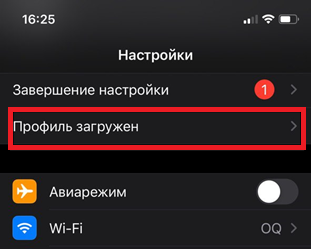 16:25
Настройки
Завершение настройки 1
Профиль загружен
Авиарежим
Wi-Fi OQ